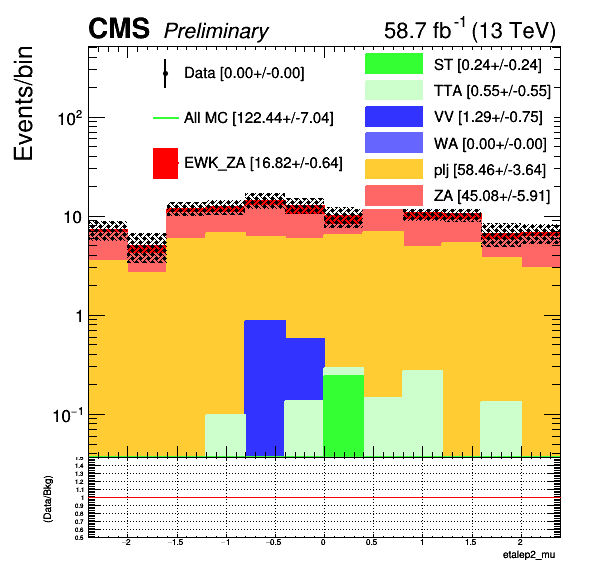 CMS Preliminary 58.7 fb⁻¹ (13 TeV)
Events/bin
Data [0.00+/-0.00]
All MC [122.44+/-7.04]
EWK_ZA [16.82+/-0.64]
ST [0.24+/-0.24]
TTA [0.55+/-0.55]
VV [1.29+/-0.75]
WA [0.00+/-0.00]
plj [58.46+/-3.64]
ZA [45.08+/-5.91]
10²
10
1
10⁻¹
(Data/Bkg)
1.5
1.4
1.3
1.2
1.1
1
0.9
0.8
0.7
0.6
0.5
−2 −1.5 −1 −0.5 0 0.5 1 1.5 2
etalep2_mu